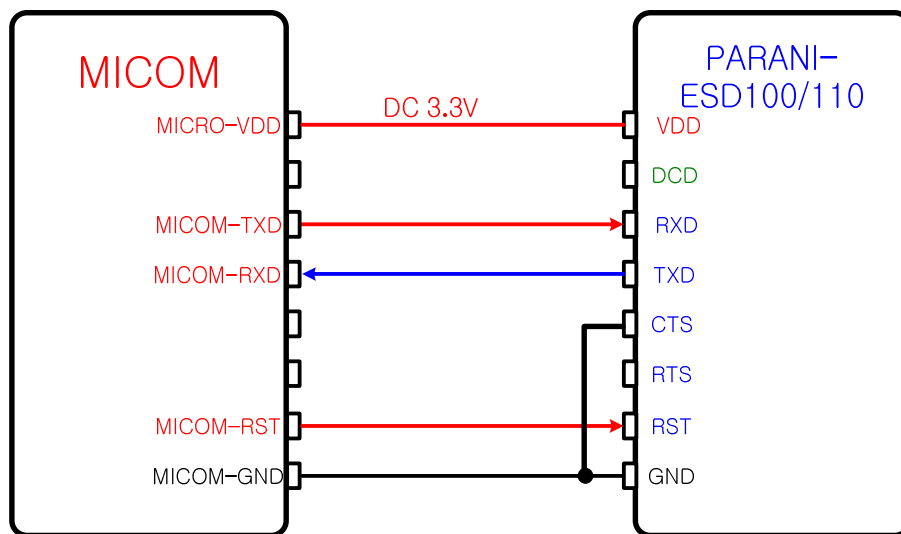 MICOM
PARANI-
ESD100/110
DC 3.3V
MICRO-VDD
VDD
DCD
MICOM-TXD
RXD
MICOM-RXD
TXD
CTS
RTS
MICOM-RST
RST
MICOM-GND
GND